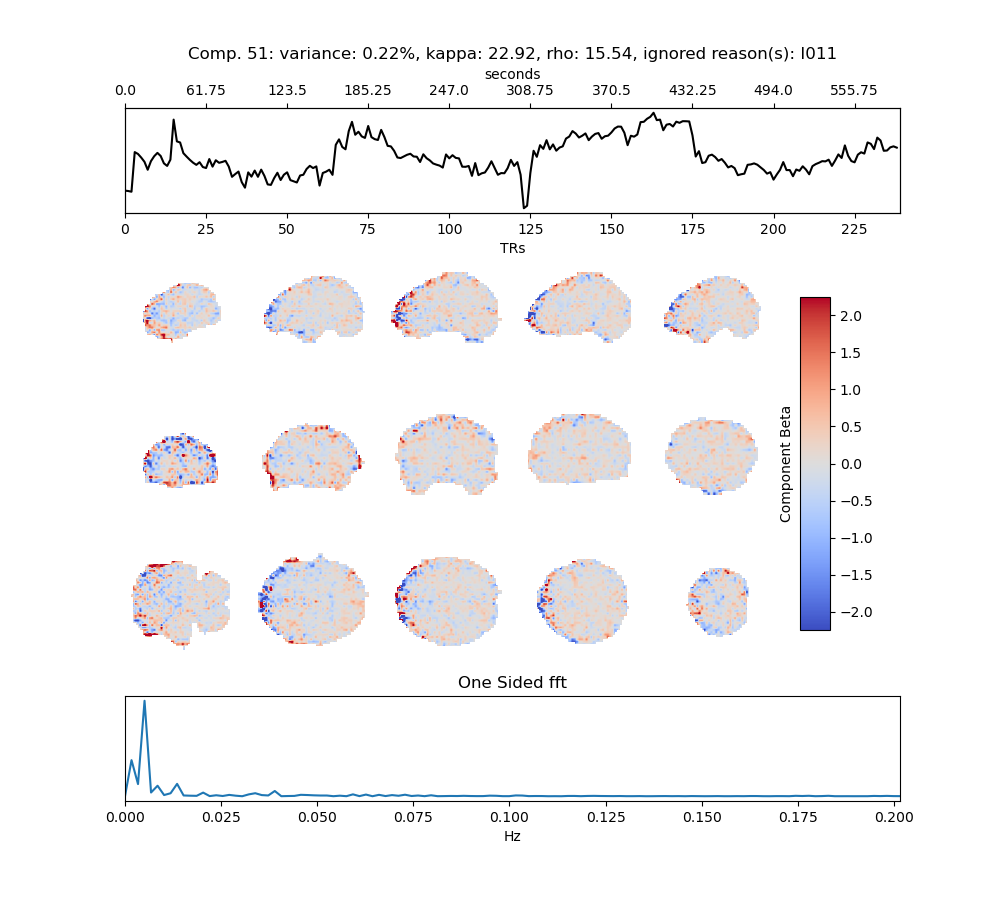 Comp. 51: variance: 0.22%, kappa: 22.92, rho: 15.54, ignored reason(s): I011
seconds
0.0 61.75 123.5 185.25 247.0 308.75 370.5 432.25 494.0 555.75
0 25 50 75 100 125 150 175 200 225
TRs
2.0
1.5
1.0
0.5
0.0
−0.5
−1.0
−1.5
−2.0
Component Beta
One Sided fft
0.000 0.025 0.050 0.075 0.100 0.125 0.150 0.175 0.200
Hz